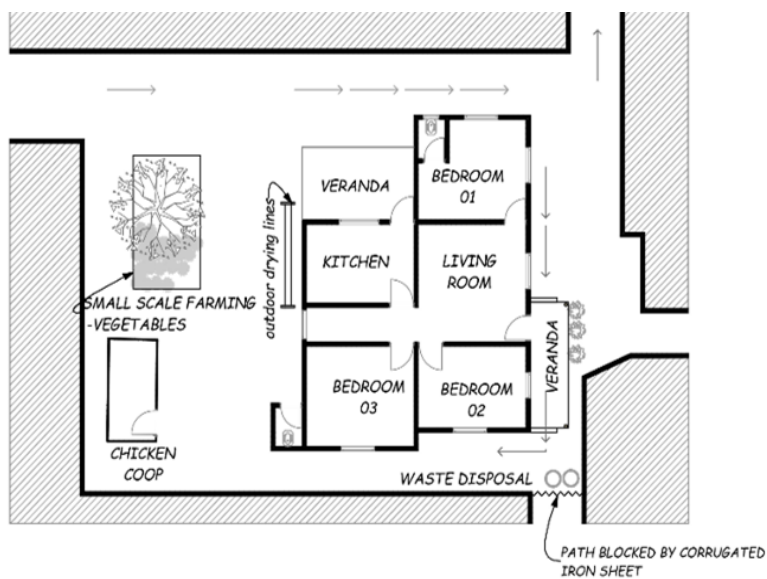 BEDROOM
01
VERANDA
outdoor drying lines
KITCHEN
LIVING
ROOM
SMALL SCALE FARMING
-VEGETABLES
VERANDA
BEDROOM
03
BEDROOM
02
CHICKEN
COOP
WASTE DISPOSAL
PATH BLOCKED BY CORRUGATED
IRON SHEET